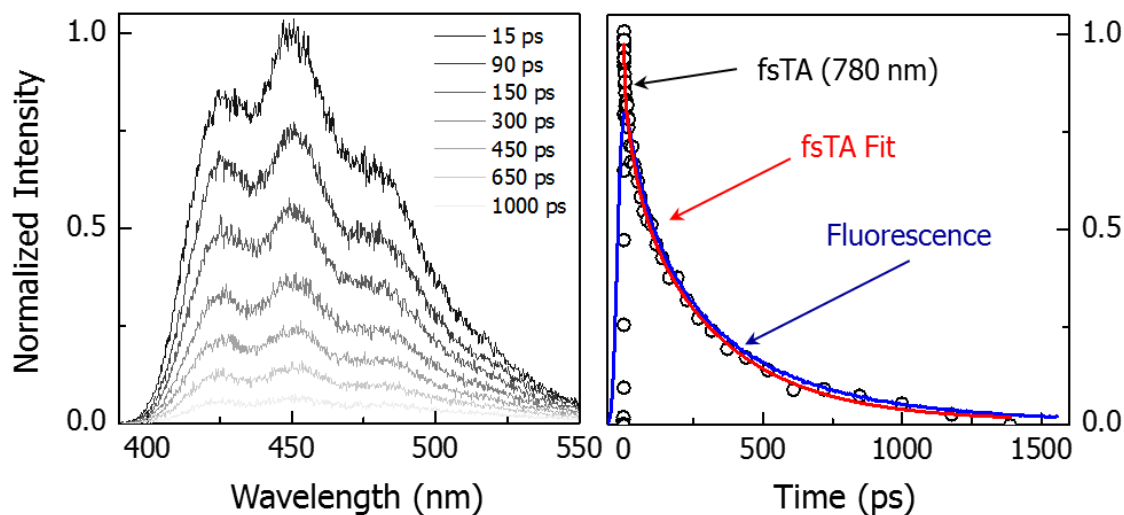 Normalized Intensity
1.0
0.5
0.0
400
450
500
550
Wavelength (nm)
15 ps
90 ps
150 ps
300 ps
450 ps
650 ps
1000 ps
fsTA (780 nm)
fsTA Fit
Fluorescence
1.0
0.5
0.0
0
500
1000
1500
Time (ps)